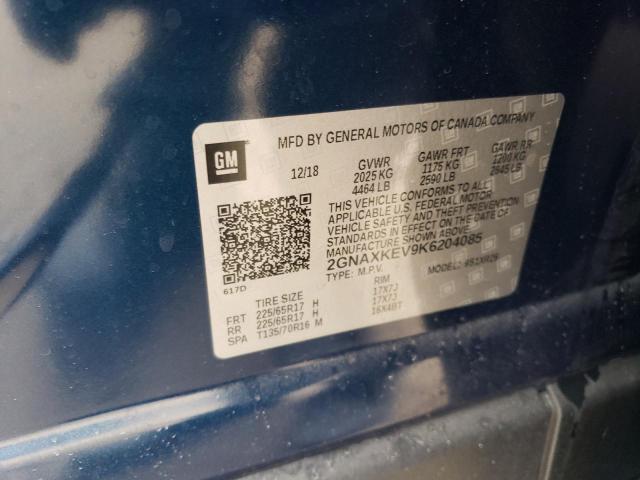 GM
MFD BY GENERAL MOTORS OF CANADA COMPANY
12/18 GVWR GAWR FRT GAWR RR
2025 KG 1175 KG 1200 KG
4464 LB 2590 LB 2645 LB
THIS VEHICLE CONFORMS TO ALL
APPLICABLE U.S. FEDERAL MOTOR
VEHICLE SAFETY AND THEFT PREVENTION
STANDARDS IN EFFECT ON THE DATE OF
MANUFACTURE SHOWN ABOVE.
2GNAXKEV9K6204085
TYPE: M.P.V. MODEL:
617D
TIRE SIZE RIM
FRT 225/65R17 H 17X7J
RR 225/65R17 H 17X7J
SPA T135/70R16 M 16X4BT